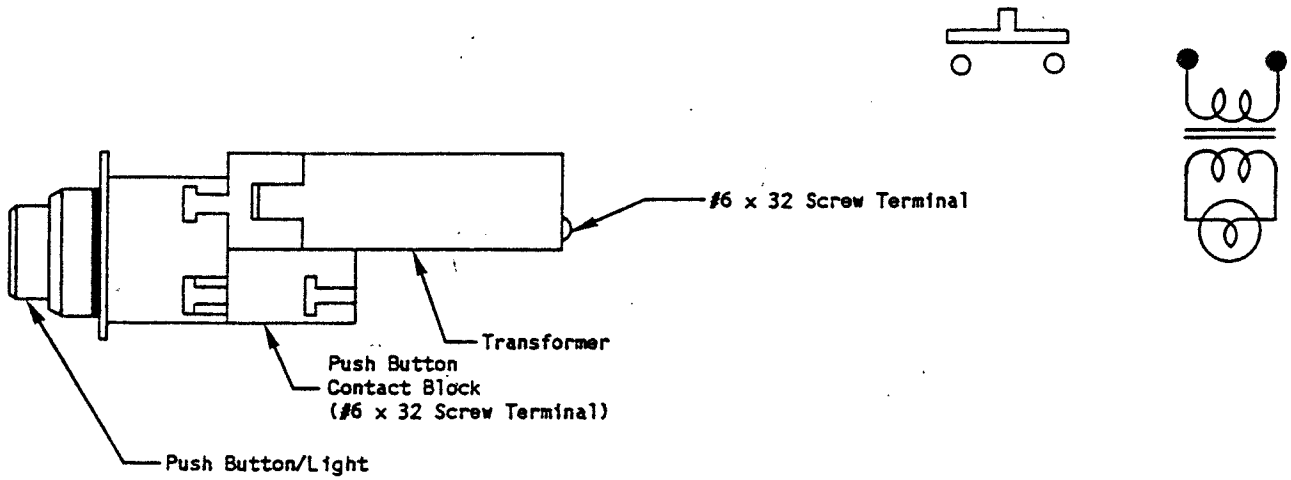 #6 x 32 Screw Terminal
Transformer
Push Button
Contact Block
(#6 x 32 Screw Terminal)
Push Button/Light